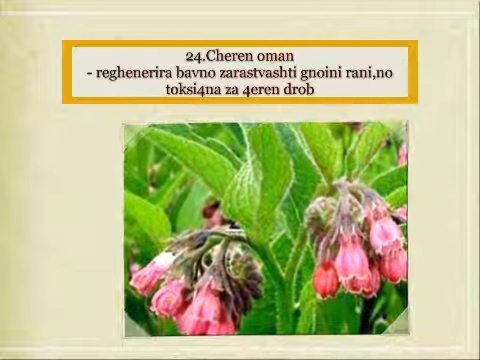 24.Cheren oman
- reghenerira bavno zarastvashti gnoini rani,no
toksi4na za 4eren drob